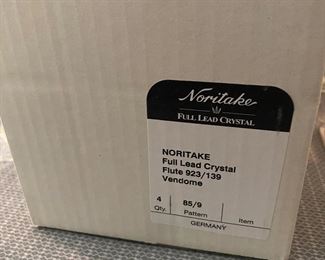 Noritake
FULL LEAD CRYSTAL
NORITAKE
Full Lead Crystal
Flute 923/139
Vendome
4 85/9
Qty. Pattern Item
GERMANY